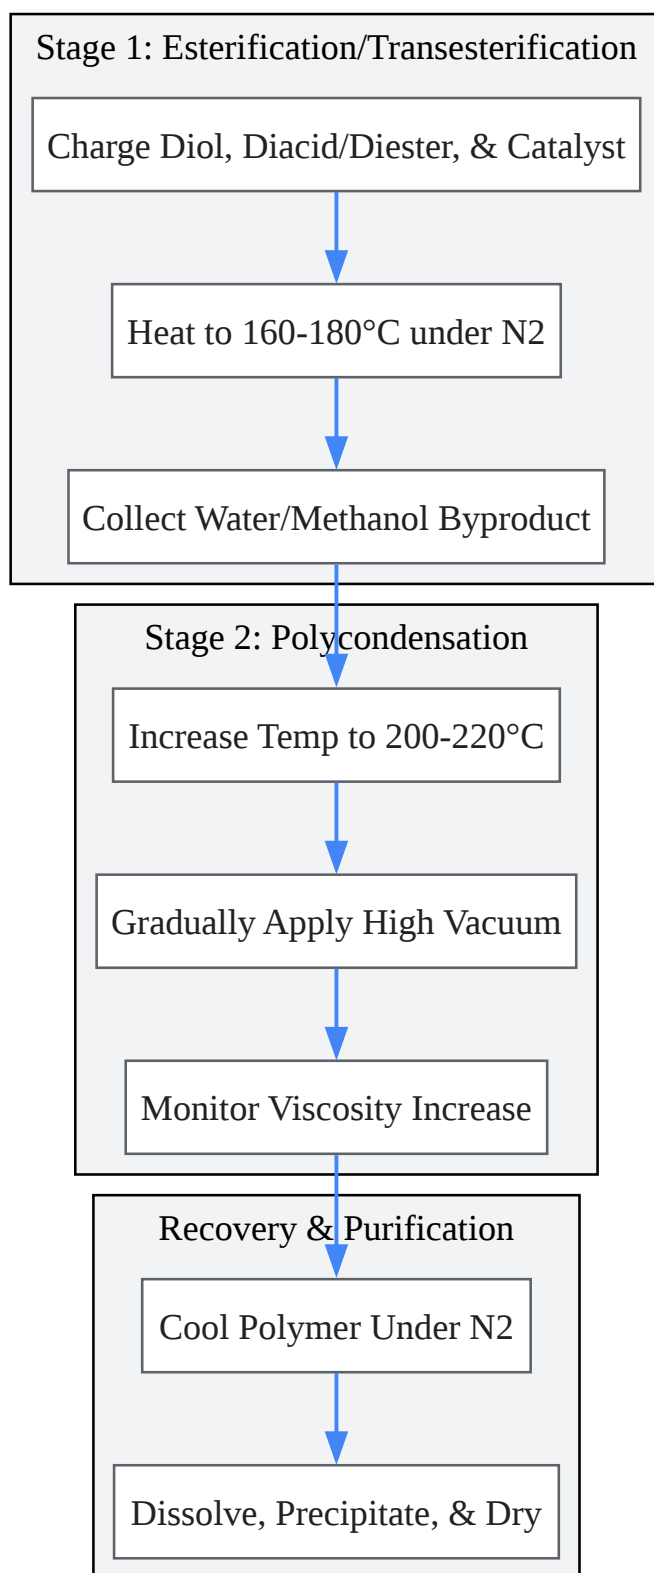 Stage 1: Esterification/Transesterification
Charge Diol, Diacid/Diester, & Catalyst
Heat to 160-180°C under N2
Collect Water/Methanol Byproduct
Stage 2: Polycondensation
Increase Temp to 200-220°C
Gradually Apply High Vacuum
Monitor Viscosity Increase
Recovery & Purification
Cool Polymer Under N2
Dissolve, Precipitate, & Dry